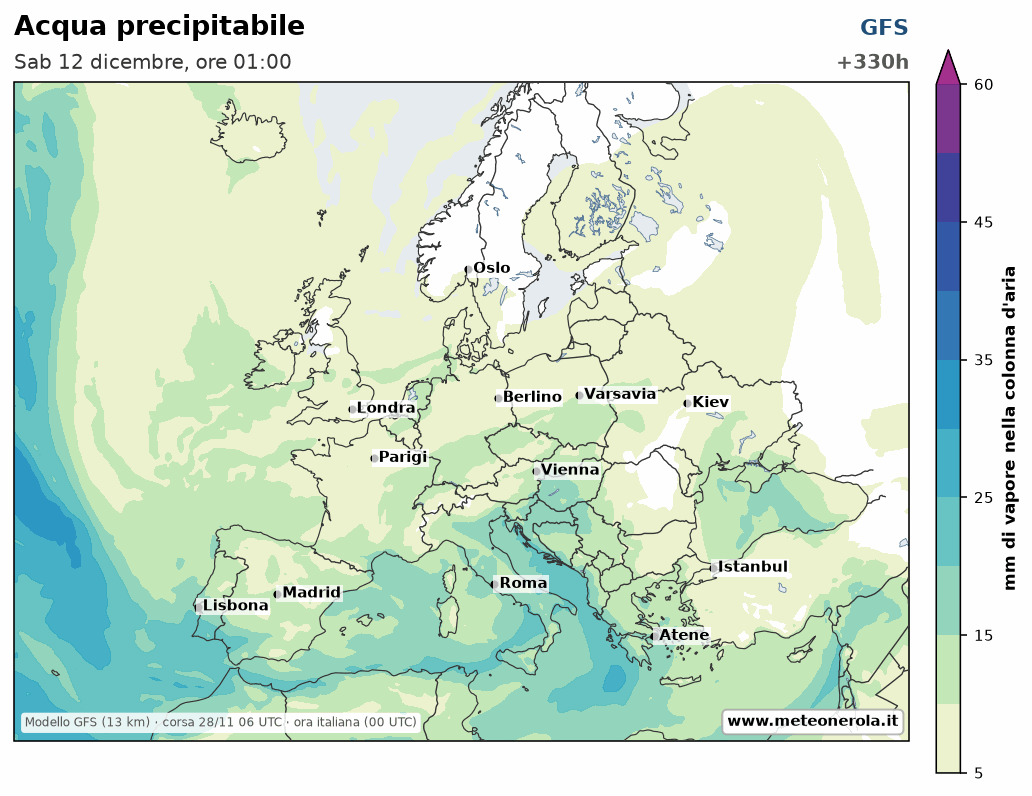 Acqua precipitabile
GFS
Sab 12 dicembre, ore 01:00
+330h
60
45
35
25
15
5
mm di vapore nella colonna d'aria
Oslo
Berlino
Varsavia
Kiev
Londra
Parigi
Vienna
Istanbul
Roma
Madrid
Lisbona
Atene
Modello GFS (13 km) · corsa 28/11 06 UTC · ora italiana (00 UTC)
www.meteonerola.it